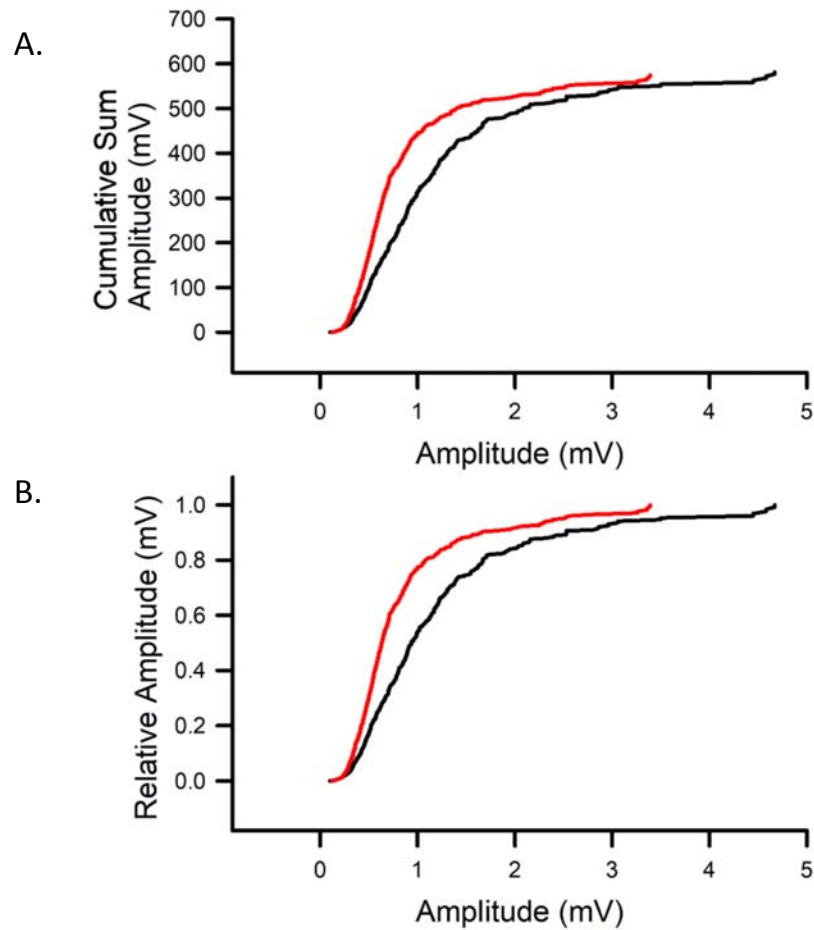 A.
Cumulative Sum
Amplitude (mV)
700
600
500
400
300
200
100
0
0 1 2 3 4 5
Amplitude (mV)
B.
Relative Amplitude (mV)
1.0
0.8
0.6
0.4
0.2
0.0
0 1 2 3 4 5
Amplitude (mV)